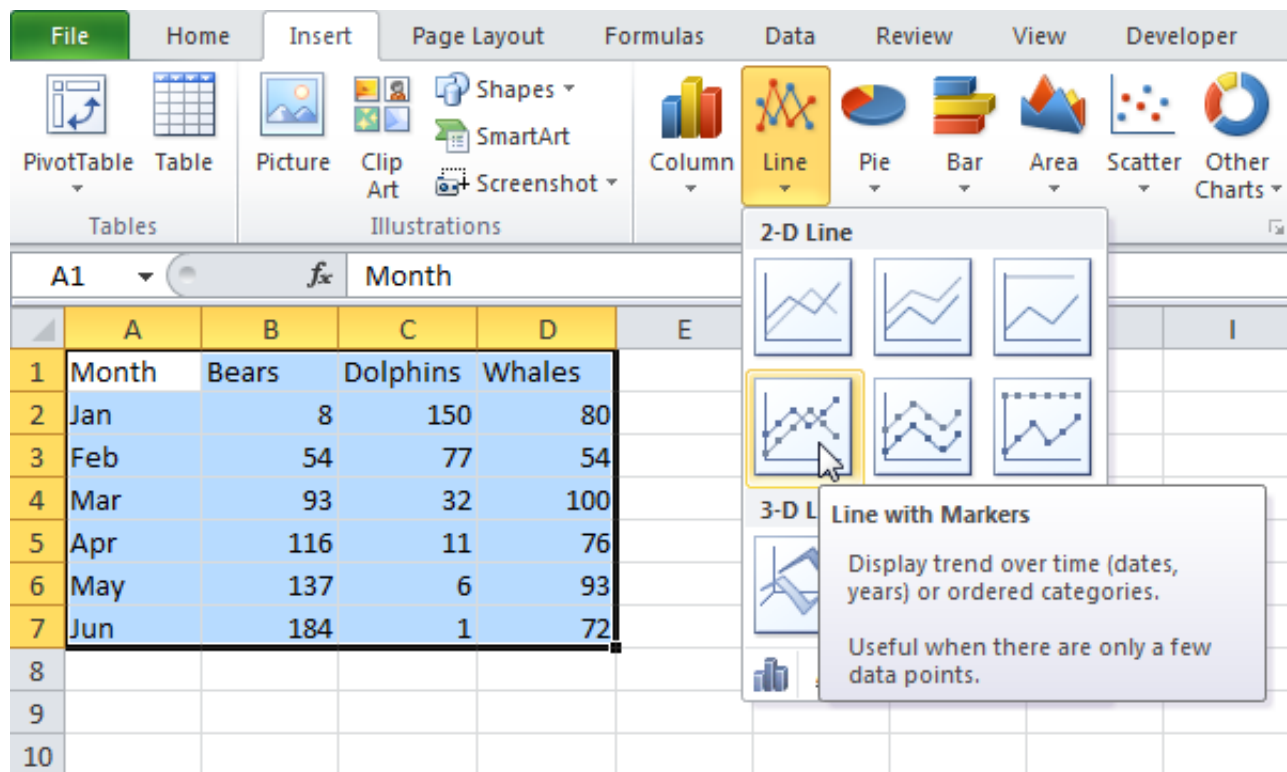 File Home Insert Page Layout Formulas Data Review View Developer
PivotTable Table Picture Clip Art Shapes SmartArt Screenshot Column Line Pie Bar Area Scatter Other Charts
Tables Illustrations
2-D Line
A1 fx Month
A B C D E I
1 Month Bears Dolphins Whales
2 Jan 8 150 80
3 Feb 54 77 54
4 Mar 93 32 100
5 Apr 116 11 76
6 May 137 6 93
7 Jun 184 1 72
8
9
10
3-D L
Line with Markers
Display trend over time (dates,
years) or ordered categories.
Useful when there are only a few
data points.